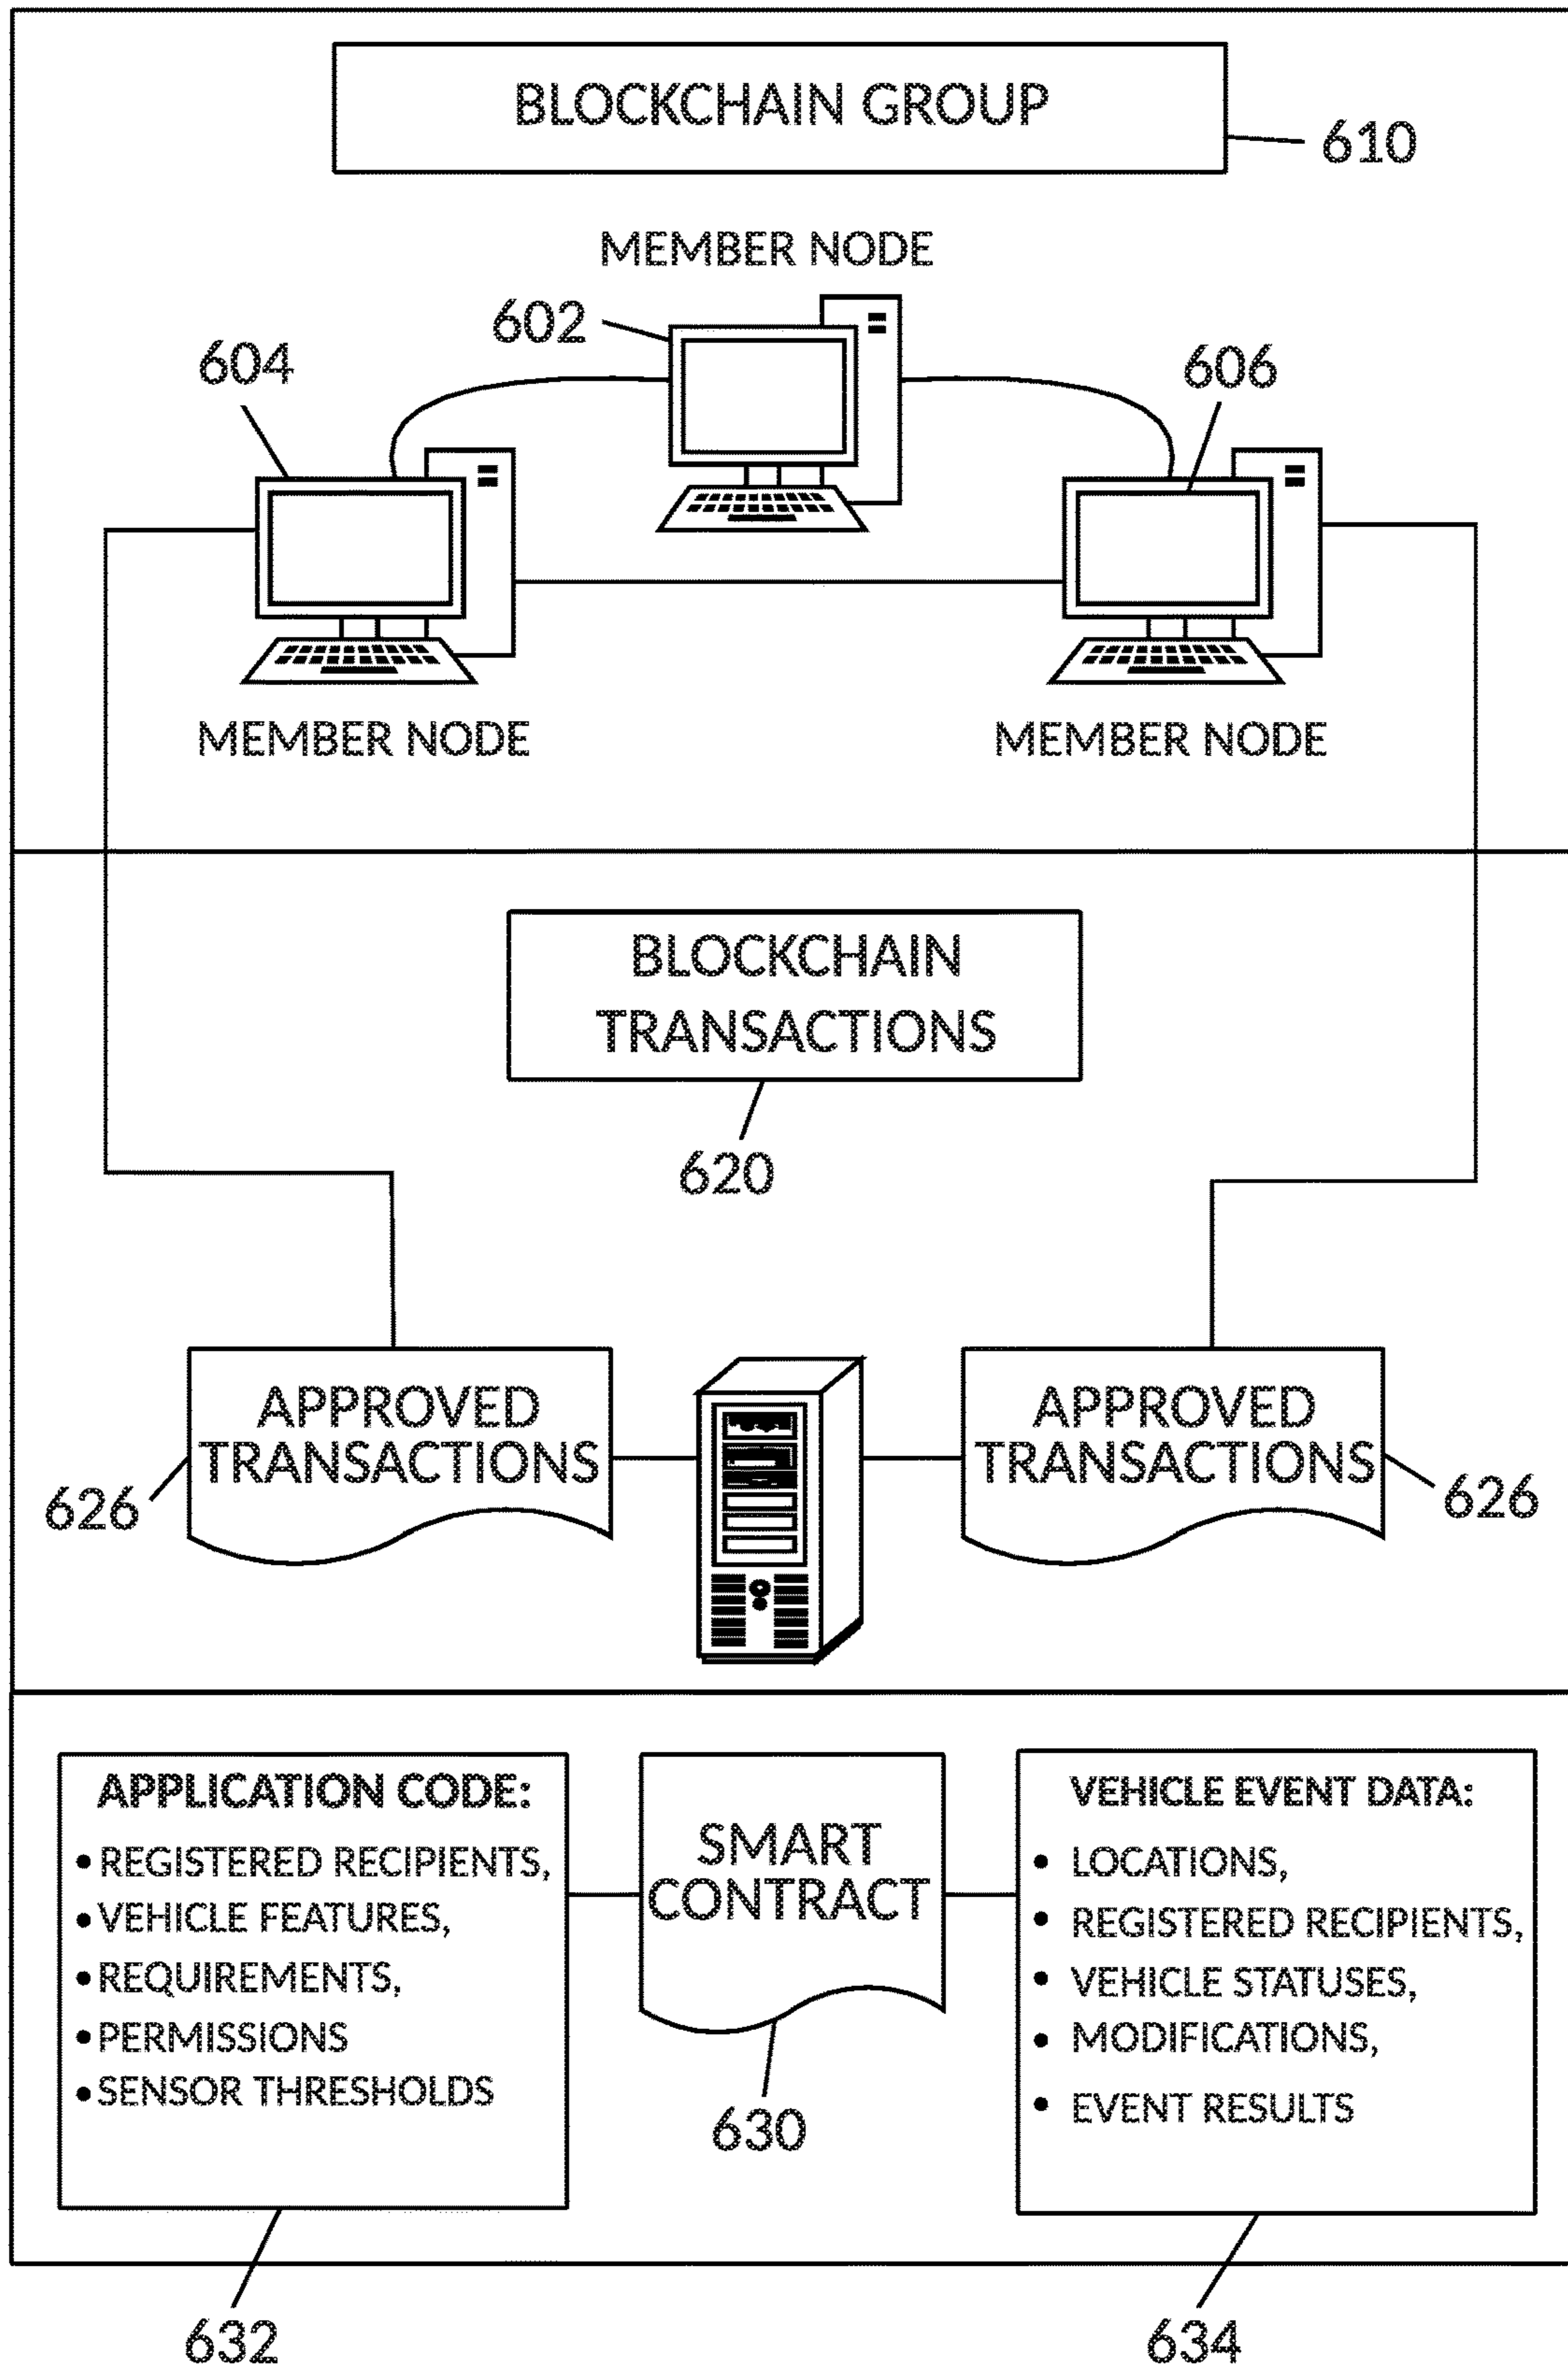 BLOCKCHAIN GROUP
610
MEMBER NODE
602
604
606
MEMBER NODE
MEMBER NODE
BLOCKCHAIN
TRANSACTIONS
620
APPROVED
TRANSACTIONS
626
APPROVED
TRANSACTIONS
626
APPLICATION CODE:
• REGISTERED RECIPIENTS,
• VEHICLE FEATURES,
• REQUIREMENTS,
• PERMISSIONS
• SENSOR THRESHOLDS
632
SMART
CONTRACT
630
VEHICLE EVENT DATA:
• LOCATIONS,
• REGISTERED RECIPIENTS,
• VEHICLE STATUSES,
• MODIFICATIONS,
• EVENT RESULTS
634